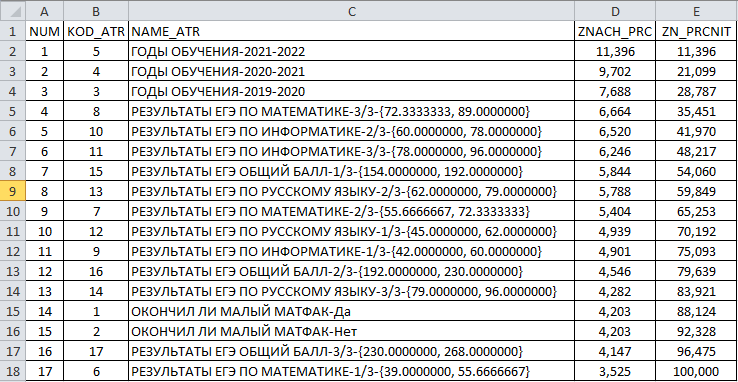 A B C D E
1 NUM KOD_ATR NAME_ATR ZNACH_PRC ZN_PRCNIT
2 1 5 ГОДЫ ОБУЧЕНИЯ-2021-2022 11,396 11,396
3 2 4 ГОДЫ ОБУЧЕНИЯ-2020-2021 9,702 21,099
4 3 3 ГОДЫ ОБУЧЕНИЯ-2019-2020 7,688 28,787
5 4 8 РЕЗУЛЬТАТЫ ЕГЭ ПО МАТЕМАТИКЕ-3/3-{72.3333333, 89.0000000} 6,664 35,451
6 5 10 РЕЗУЛЬТАТЫ ЕГЭ ПО ИНФОРМАТИКЕ-2/3-{60.0000000, 78.0000000} 6,520 41,970
7 6 11 РЕЗУЛЬТАТЫ ЕГЭ ПО ИНФОРМАТИКЕ-3/3-{78.0000000, 96.0000000} 6,246 48,217
8 7 15 РЕЗУЛЬТАТЫ ЕГЭ ОБЩИЙ БАЛЛ-1/3-{154.0000000, 192.0000000} 5,844 54,060
9 8 13 РЕЗУЛЬТАТЫ ЕГЭ ПО РУССКОМУ ЯЗЫКУ-2/3-{62.0000000, 79.0000000} 5,788 59,849
10 9 7 РЕЗУЛЬТАТЫ ЕГЭ ПО МАТЕМАТИКЕ-2/3-{55.6666667, 72.3333333} 5,404 65,253
11 10 12 РЕЗУЛЬТАТЫ ЕГЭ ПО РУССКОМУ ЯЗЫКУ-1/3-{45.0000000, 62.0000000} 4,939 70,192
12 11 9 РЕЗУЛЬТАТЫ ЕГЭ ПО ИНФОРМАТИКЕ-1/3-{42.0000000, 60.0000000} 4,901 75,093
13 12 16 РЕЗУЛЬТАТЫ ЕГЭ ОБЩИЙ БАЛЛ-2/3-{192.0000000, 230.0000000} 4,546 79,639
14 13 14 РЕЗУЛЬТАТЫ ЕГЭ ПО РУССКОМУ ЯЗЫКУ-3/3-{79.0000000, 96.0000000} 4,282 83,921
15 14 1 ОКОНЧИЛ ЛИ МАЛЫЙ МАТФАК-Да 4,203 88,124
16 15 2 ОКОНЧИЛ ЛИ МАЛЫЙ МАТФАК-Нет 4,203 92,328
17 16 17 РЕЗУЛЬТАТЫ ЕГЭ ОБЩИЙ БАЛЛ-3/3-{230.0000000, 268.0000000} 4,147 96,475
18 17 6 РЕЗУЛЬТАТЫ ЕГЭ ПО МАТЕМАТИКЕ-1/3-{39.0000000, 55.6666667} 3,525 100,000